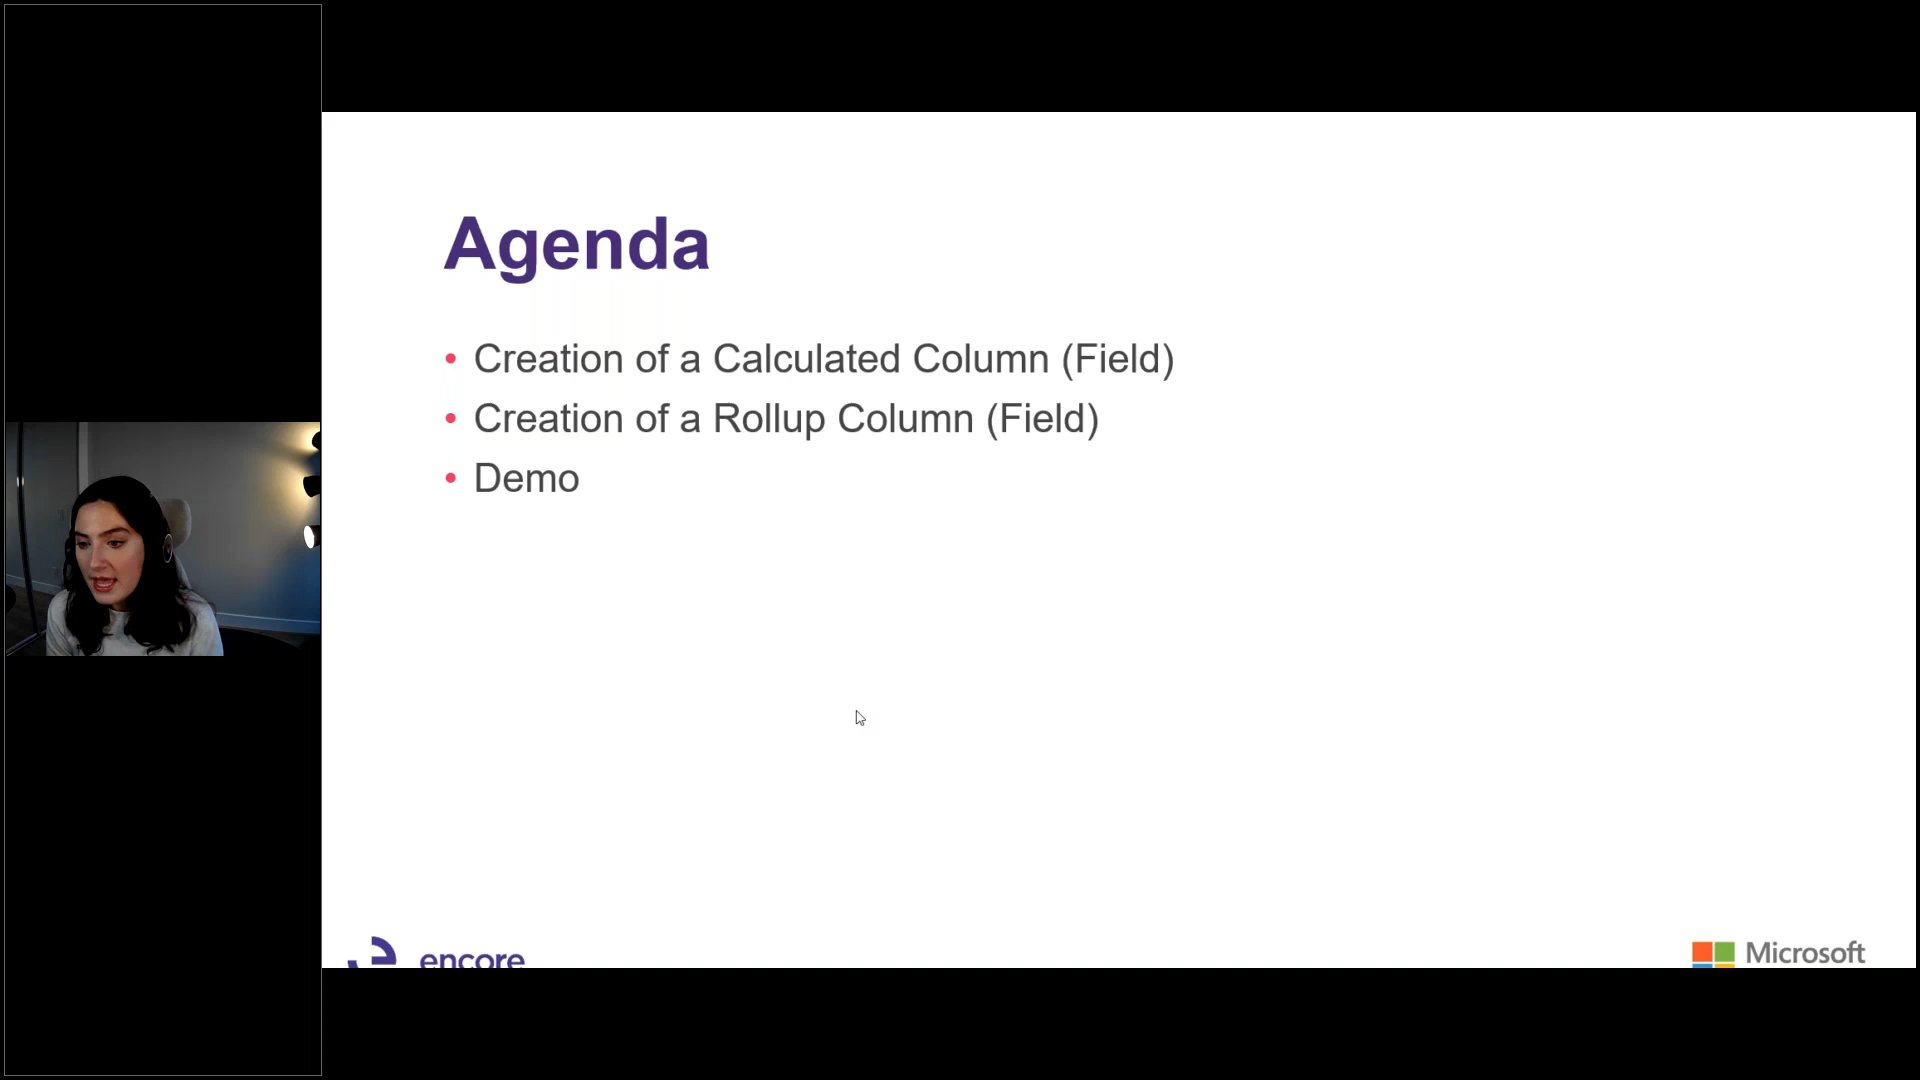 Agenda
• Creation of a Calculated Column (Field)
• Creation of a Rollup Column (Field)
• Demo
encore
Microsoft